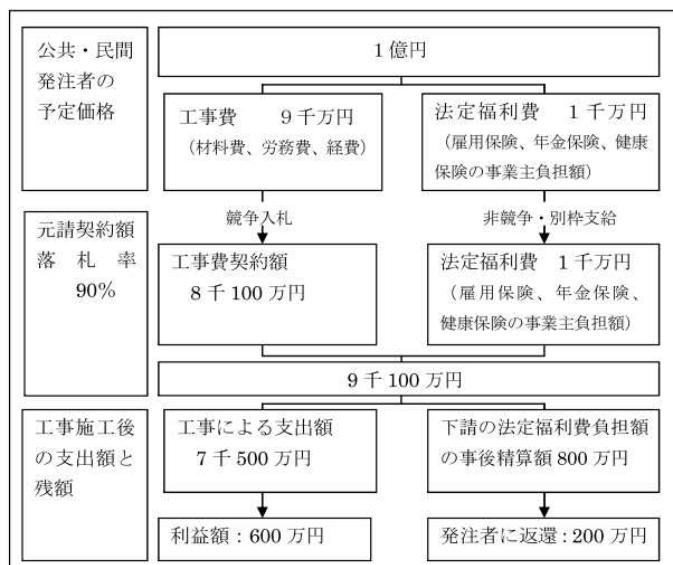 公共・民間
発注者の
予定価格
1億円
工事費　9千万円
（材料費、労務費、経費）
法定福利費　1千万円
（雇用保険、年金保険、健康
保険の事業主負担額）
競争入札
非競争・別枠支給
元請契約額
落札率
90%
工事費契約額
8千100万円
法定福利費　1千万円
（雇用保険、年金保険、
健康保険の事業主負担額）
9千100万円
工事施工後
の支出額と
残額
工事による支出額
7千500万円
下請の法定福利費負担額
の事後精算額800万円
利益額：600万円
発注者に返還：200万円